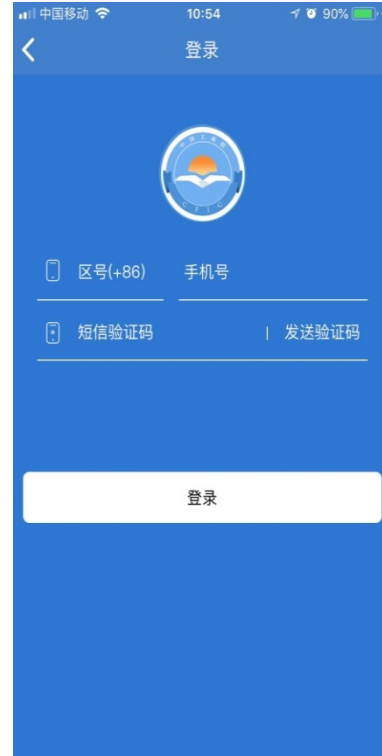 中国移动 10:54 90%
登录
区号(+86) 手机号
短信验证码 | 发送验证码
登录